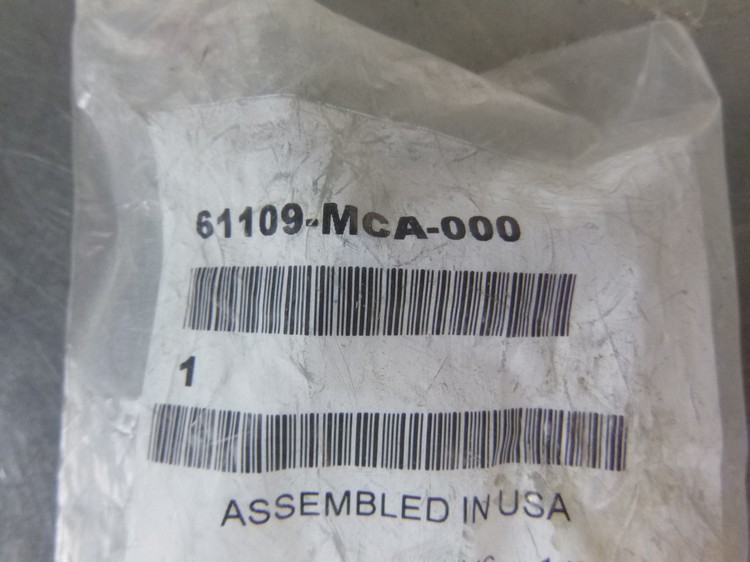 61109-MCA-000
1
ASSEMBLED IN USA